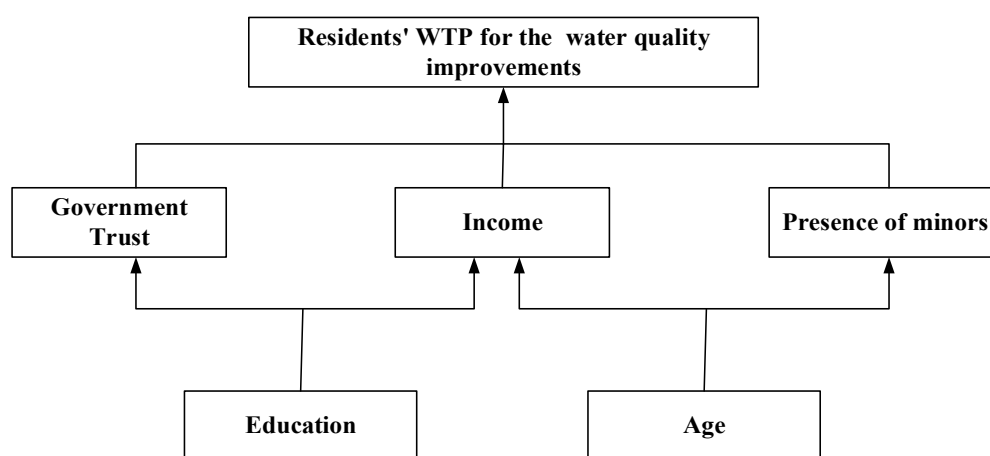 Residents' WTP for the water quality
improvements
Government
Trust
Income
Presence of minors
Education
Age